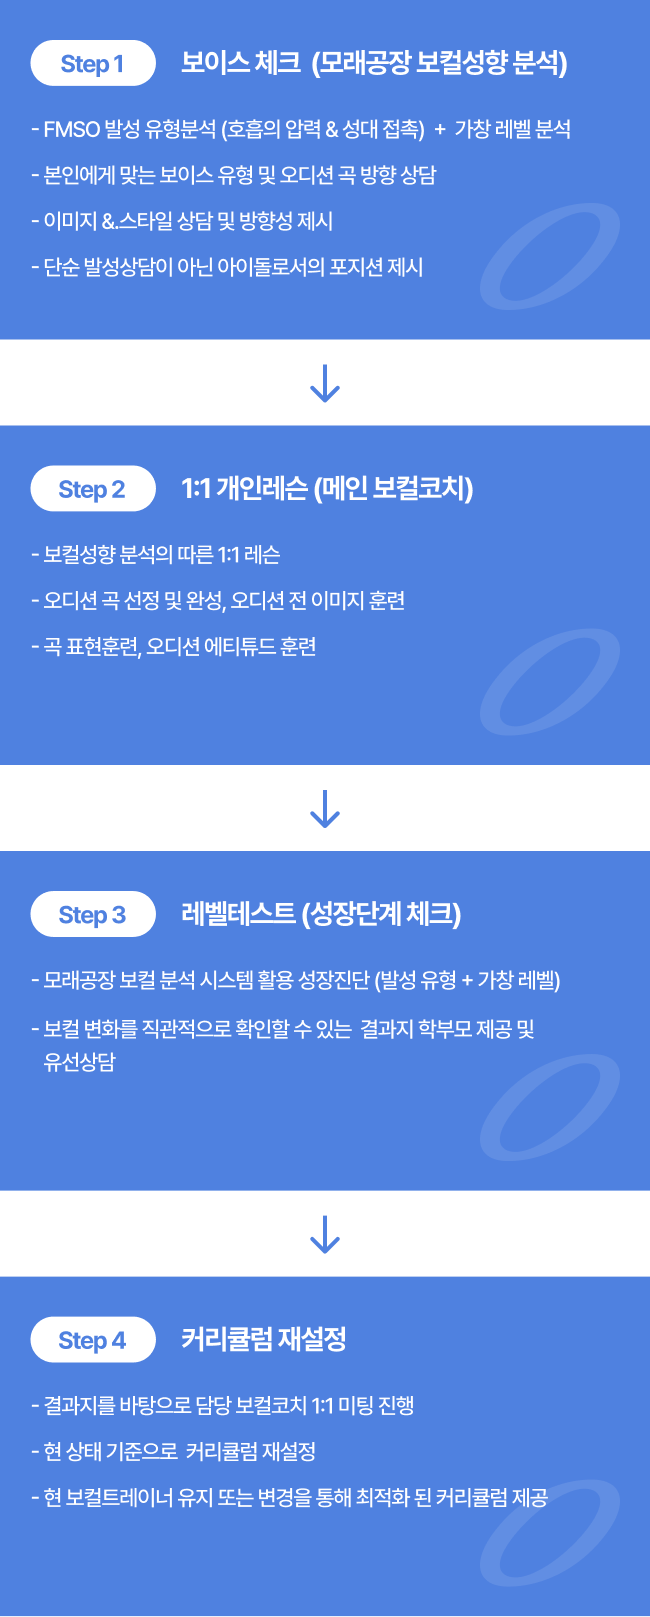 Step 1 보이스 체크 (모래공장 보컬성향 분석)
- FMSO 발성 유형분석 (호흡의 압력 & 성대 접촉) + 가창 레벨 분석
- 본인에게 맞는 보이스 유형 및 오디션 곡 방향 상담
- 이미지 &.스타일 상담 및 방향성 제시
- 단순 발성상담이 아닌 아이돌로서의 포지션 제시
Step 2 1:1 개인레슨 (메인 보컬코치)
- 보컬성향 분석의 따른 1:1 레슨
- 오디션 곡 선정 및 완성, 오디션 전 이미지 훈련
- 곡 표현훈련, 오디션 에티튜드 훈련
Step 3 레벨테스트 (성장단계 체크)
- 모래공장 보컬 분석 시스템 활용 성장진단 (발성 유형 + 가창 레벨)
- 보컬 변화를 직관적으로 확인할 수 있는 결과지 학부모 제공 및
유선상담
Step 4 커리큘럼 재설정
- 결과지를 바탕으로 담당 보컬코치 1:1 미팅 진행
- 현 상태 기준으로 커리큘럼 재설정
- 현 보컬트레이너 유지 또는 변경을 통해 최적화 된 커리큘럼 제공